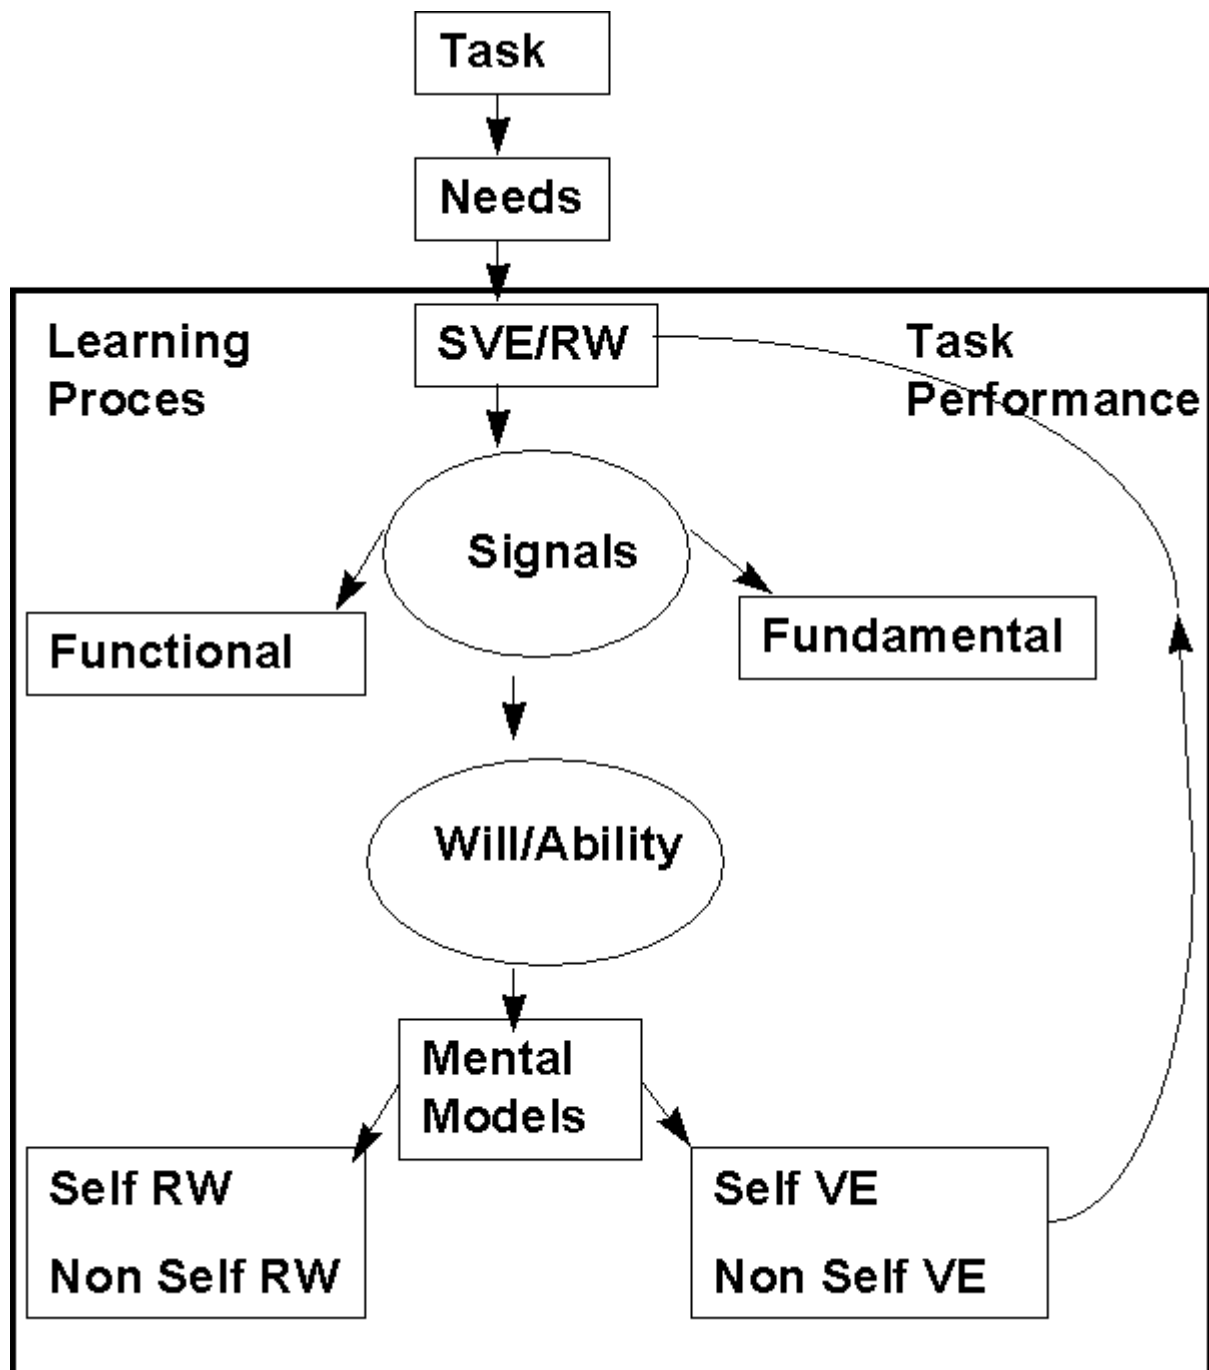 Task
Needs
SVE/RW
Learning
Proces
Task
Performance
Signals
Functional
Fundamental
Will/Ability
Mental
Models
Self RW
Non Self RW
Self VE
Non Self VE